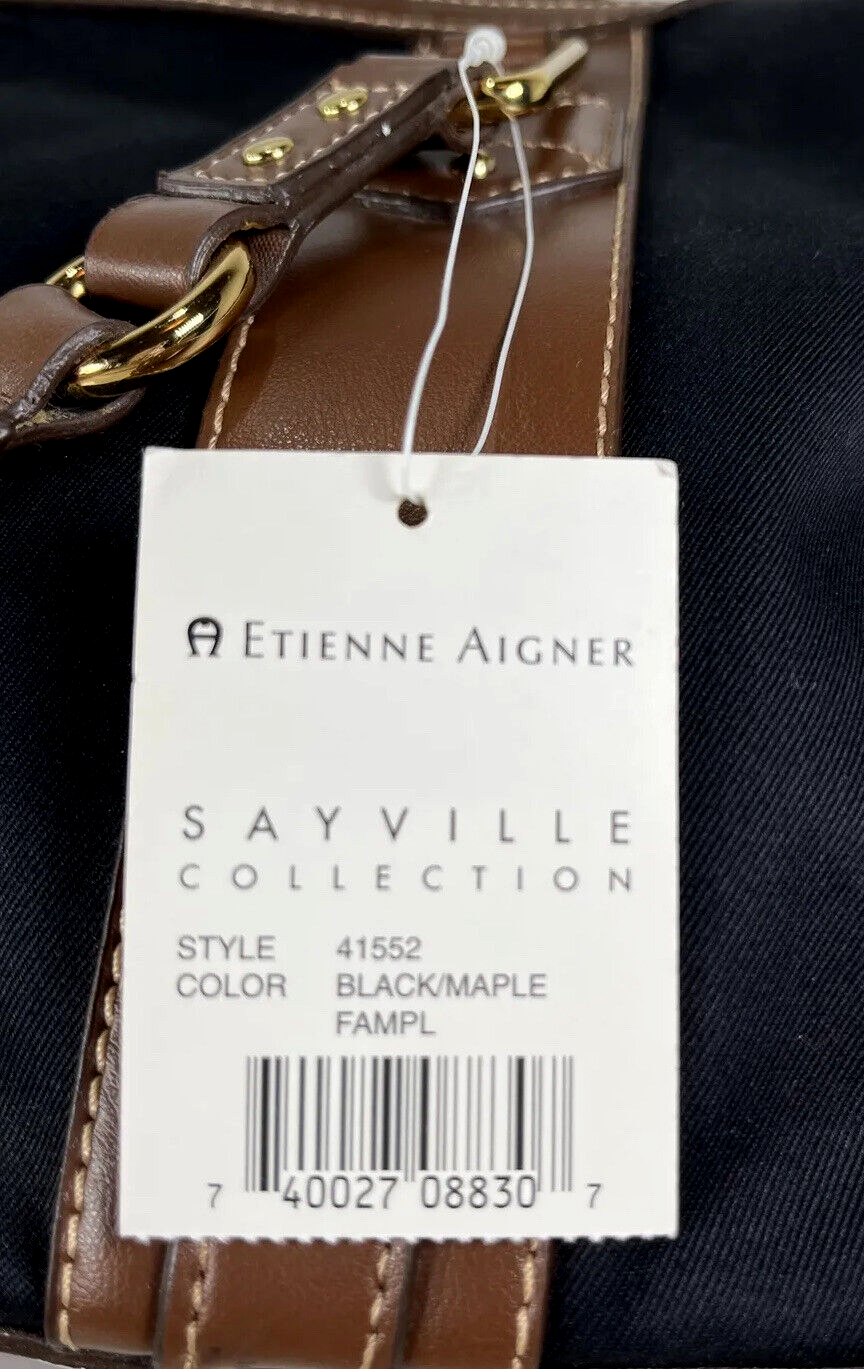 ETIENNE AIGNER
SAYVILLE
COLLECTION
STYLE 41552
COLOR BLACK/MAPLE
FAMPL
7 40027 08830 7